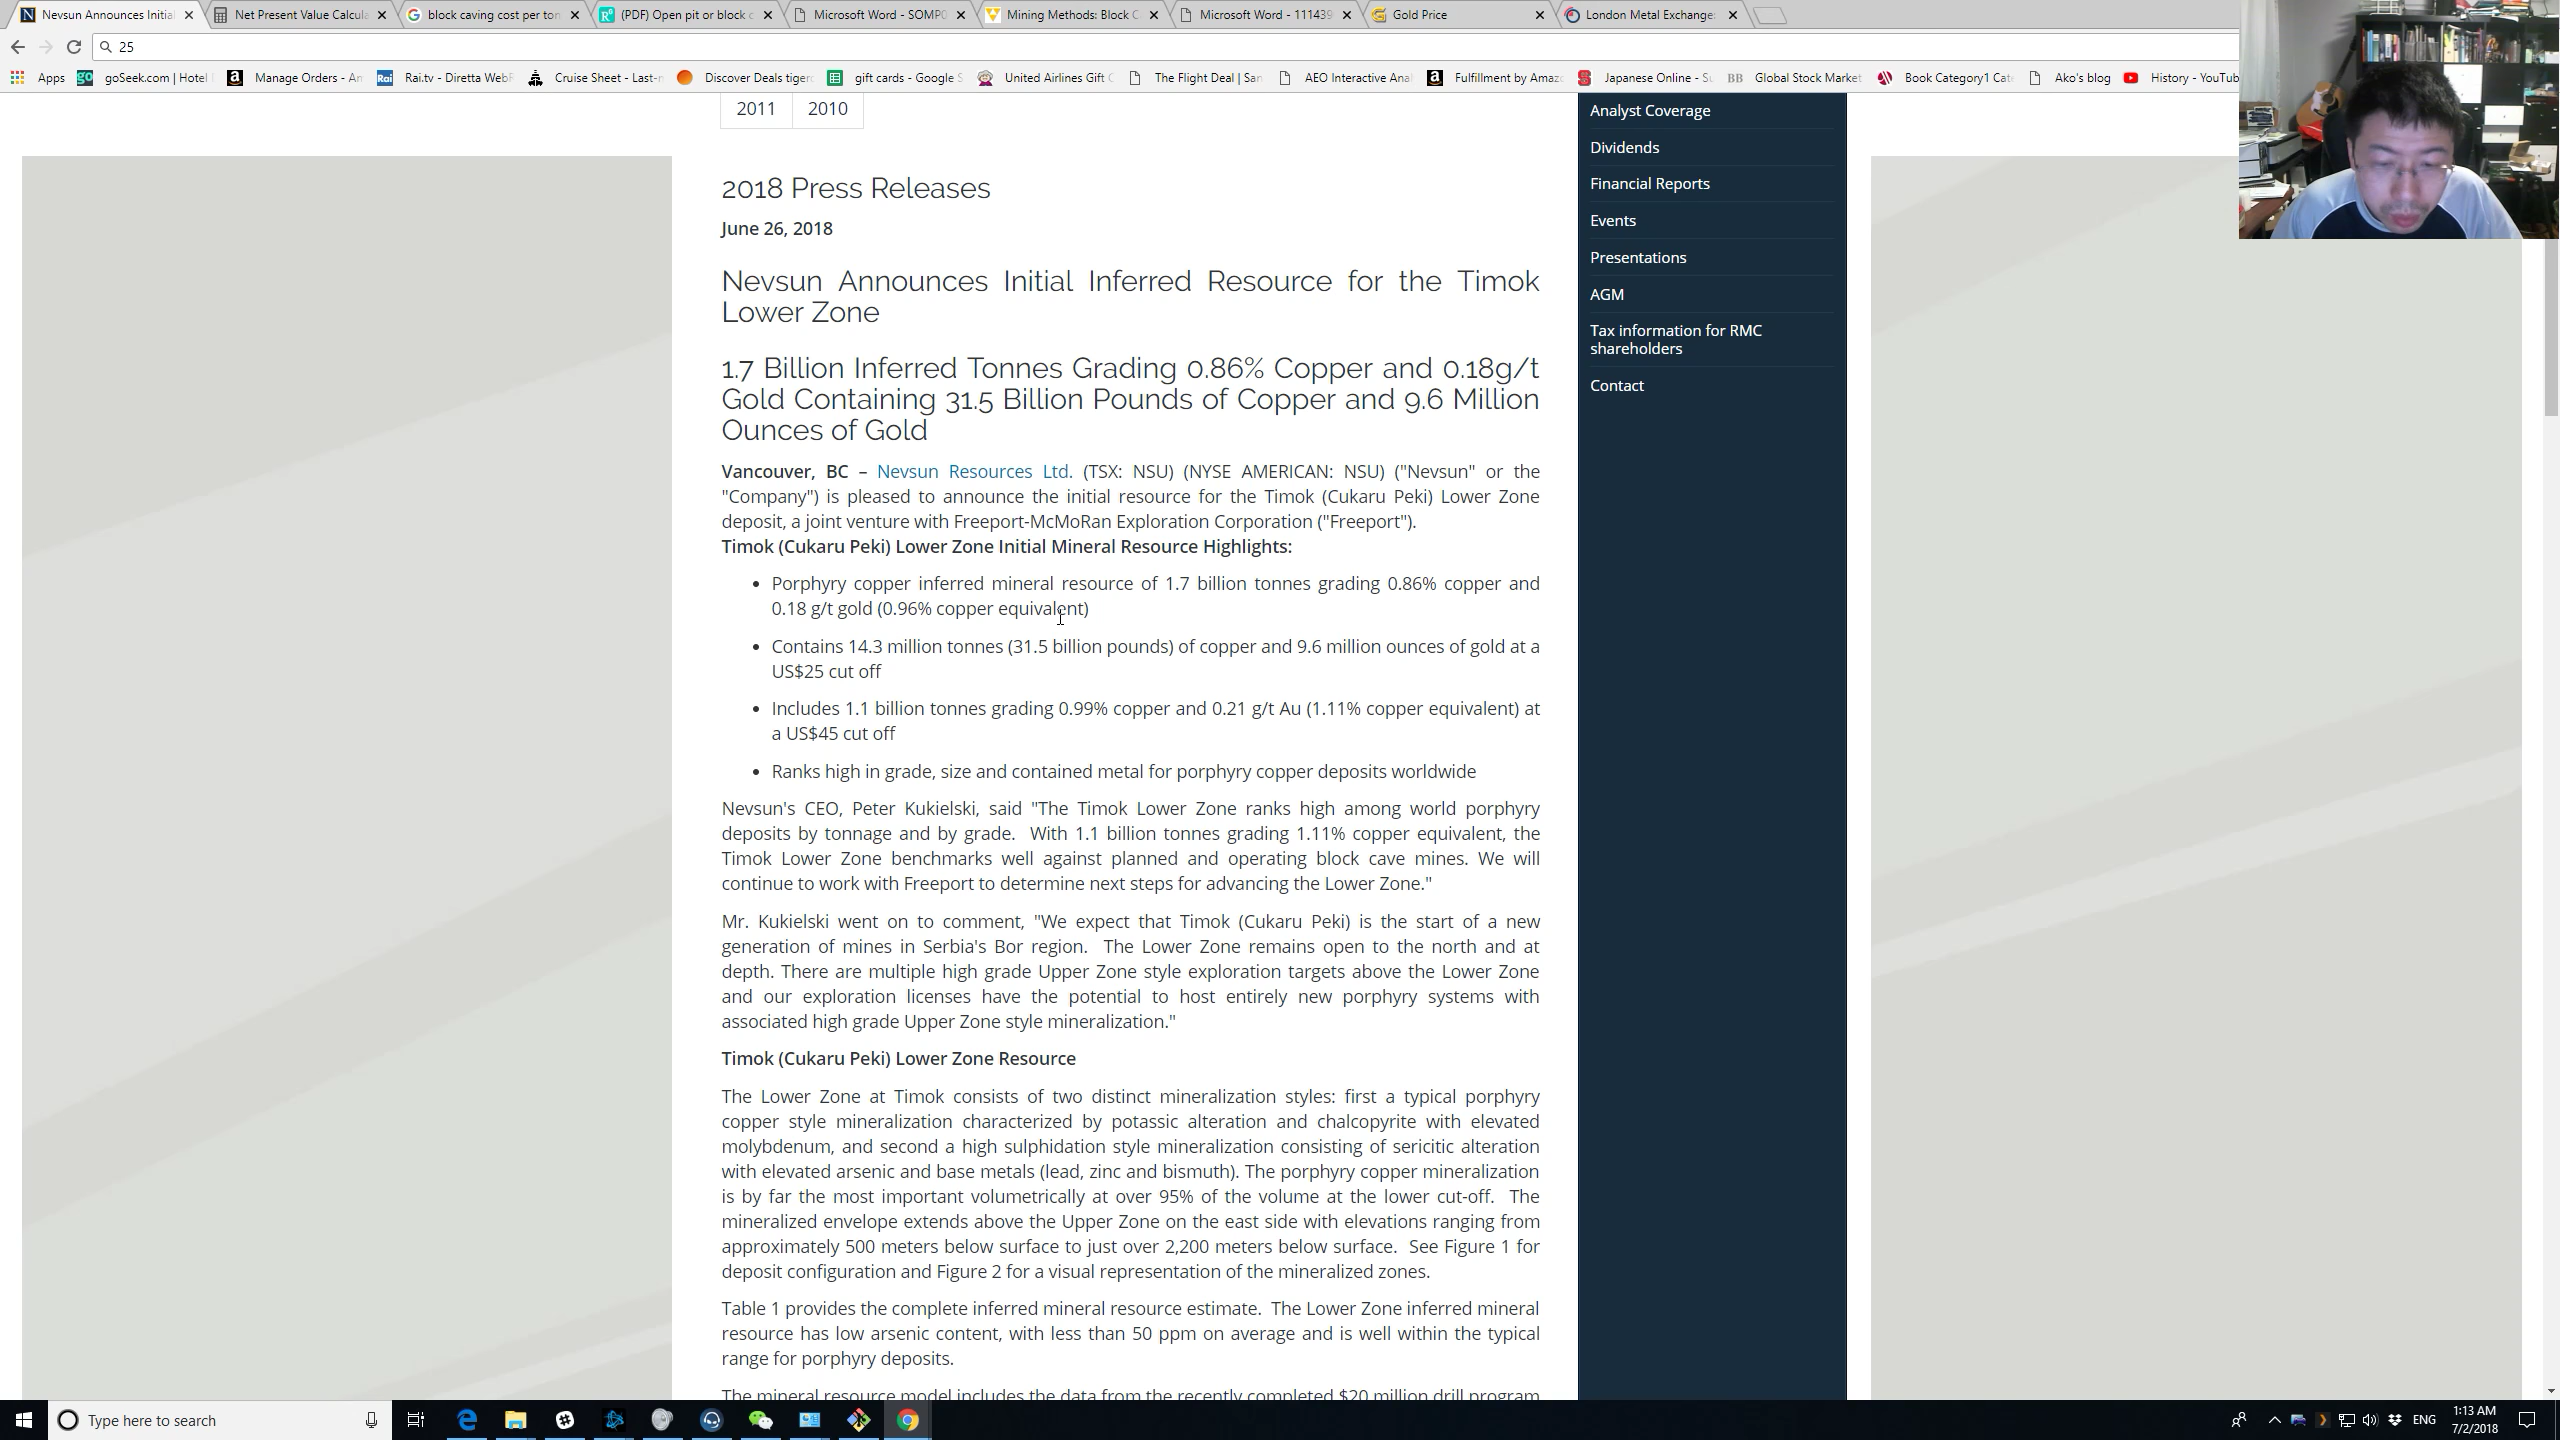 Nevsun Announces Initial
Net Present Value Calcula
block caving cost per ton
(PDF) Open pit or block c
Microsoft Word - SOMP
Mining Methods: Block C
Microsoft Word - 111439
Gold Price
London Metal Exchange:
25
Apps
goSeek.com | Hotel
Manage Orders - Am
Rai.tv - Diretta WebR
Cruise Sheet - Last-m
Discover Deals tiger
gift cards - Google S
United Airlines Gift C
The Flight Deal | San
AEO Interactive Anal
Fulfillment by Amaz
Japanese Online - Su
BB Global Stock Market
Book Category1 Cat
Ako's blog
History - YouTub
2011 2010
2018 Press Releases
June 26, 2018
Nevsun Announces Initial Inferred Resource for the Timok
Lower Zone
1.7 Billion Inferred Tonnes Grading 0.86% Copper and 0.18g/t
Gold Containing 31.5 Billion Pounds of Copper and 9.6 Million
Ounces of Gold
Vancouver, BC – Nevsun Resources Ltd. (TSX: NSU) (NYSE AMERICAN: NSU) ("Nevsun" or the
"Company") is pleased to announce the initial resource for the Timok (Cukaru Peki) Lower Zone
deposit, a joint venture with Freeport-McMoRan Exploration Corporation ("Freeport").
Timok (Cukaru Peki) Lower Zone Initial Mineral Resource Highlights:
• Porphyry copper inferred mineral resource of 1.7 billion tonnes grading 0.86% copper and
0.18 g/t gold (0.96% copper equivalent)
• Contains 14.3 million tonnes (31.5 billion pounds) of copper and 9.6 million ounces of gold at a
US$25 cut off
• Includes 1.1 billion tonnes grading 0.99% copper and 0.21 g/t Au (1.11% copper equivalent) at
a US$45 cut off
• Ranks high in grade, size and contained metal for porphyry copper deposits worldwide
Nevsun's CEO, Peter Kukielski, said "The Timok Lower Zone ranks high among world porphyry
deposits by tonnage and by grade. With 1.1 billion tonnes grading 1.11% copper equivalent, the
Timok Lower Zone benchmarks well against planned and operating block cave mines. We will
continue to work with Freeport to determine next steps for advancing the Lower Zone."
Mr. Kukielski went on to comment, "We expect that Timok (Cukaru Peki) is the start of a new
generation of mines in Serbia's Bor region. The Lower Zone remains open to the north and at
depth. There are multiple high grade Upper Zone style exploration targets above the Lower Zone
and our exploration licenses have the potential to host entirely new porphyry systems with
associated high grade Upper Zone style mineralization."
Timok (Cukaru Peki) Lower Zone Resource
The Lower Zone at Timok consists of two distinct mineralization styles: first a typical porphyry
copper style mineralization characterized by potassic alteration and chalcopyrite with elevated
molybdenum, and second a high sulphidation style mineralization consisting of sericitic alteration
with elevated arsenic and base metals (lead, zinc and bismuth). The porphyry copper mineralization
is by far the most important volumetrically at over 95% of the volume at the lower cut-off. The
mineralized envelope extends above the Upper Zone on the east side with elevations ranging from
approximately 500 meters below surface to just over 2,200 meters below surface. See Figure 1 for
deposit configuration and Figure 2 for a visual representation of the mineralized zones.
Table 1 provides the complete inferred mineral resource estimate. The Lower Zone inferred mineral
resource has low arsenic content, with less than 50 ppm on average and is well within the typical
range for porphyry deposits.
The mineral resource model includes the data from the recently completed $20 million drill program
Analyst Coverage
Dividends
Financial Reports
Events
Presentations
AGM
Tax information for RMC
shareholders
Contact
Type here to search
ENG
1:13 AM
7/2/2018